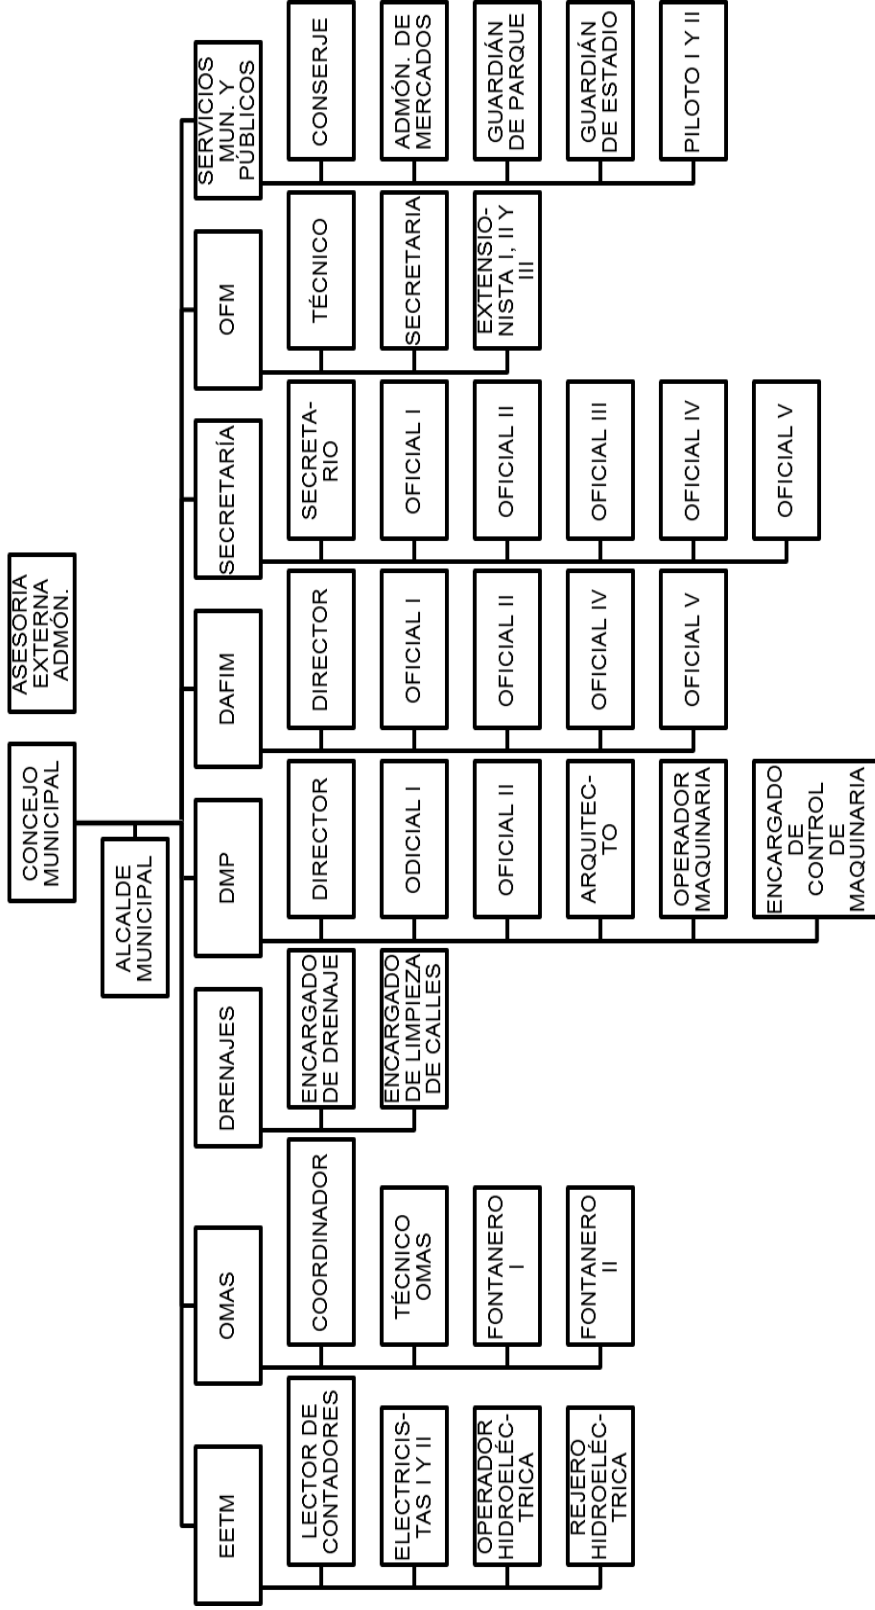 CONCEJO
MUNICIPAL
ASESORIA
EXTERNA
ADMÓN.
ALCALDE
MUNICIPAL
EETM
LECTOR DE
CONTADORES
ELECTRICIS-
TAS I Y II
OPERADOR
HIDROELÉC-
TRICA
REJERO
HIDROELÉC-
TRICA
OMAS
COORDINADOR
TÉCNICO
OMAS
FONTANERO
I
FONTANERO
II
DRENAJES
ENCARGADO
DE DRENAJE
ENCARGADO
DE LIMPIEZA
DE CALLES
DMP
DIRECTOR
ODICIAL I
OFICIAL II
ARQUITEC-
TO
OPERADOR
MAQUINARIA
ENCARGADO
DE
CONTROL
DE
MAQUINARIA
DAFIM
DIRECTOR
OFICIAL I
OFICIAL II
OFICIAL IV
OFICIAL V
SECRETARÍA
SECRETA-
RIO
OFICIAL I
OFICIAL II
OFICIAL III
OFICIAL IV
OFICIAL V
OFM
TÉCNICO
SECRETARIA
EXTENSIO-
NISTA I, II Y
III
SERVICIOS
MUN. Y
PÚBLICOS
CONSERJE
ADMÓN. DE
MERCADOS
GUARDIÁN
DE PARQUE
GUARDIÁN
DE ESTADIO
PILOTO I Y II